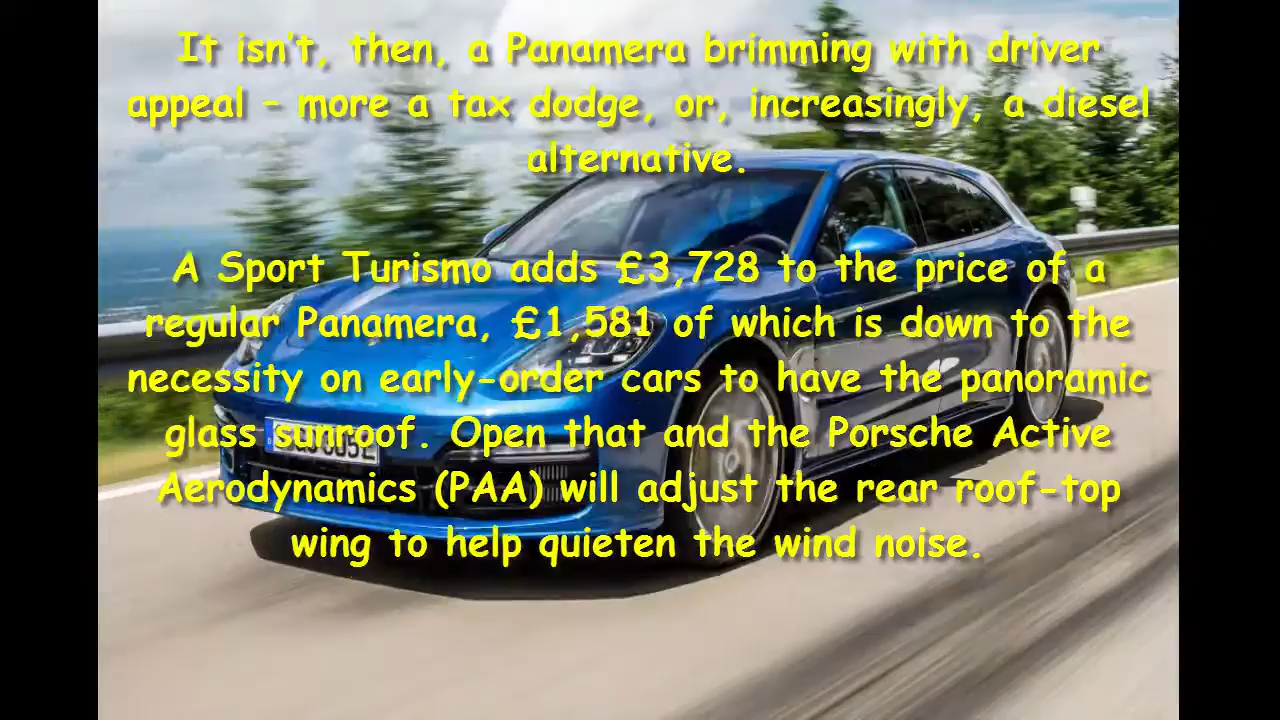 It isn't, then, a Panamera brimming with driver
appeal – more a tax dodge, or, increasingly, a diesel
alternative.
A Sport Turismo adds £3,728 to the price of a
regular Panamera, £1,581 of which is down to the
necessity on early-order cars to have the panoramic
glass sunroof. Open that and the Porsche Active
Aerodynamics (PAA) will adjust the rear roof-top
wing to help quieten the wind noise.